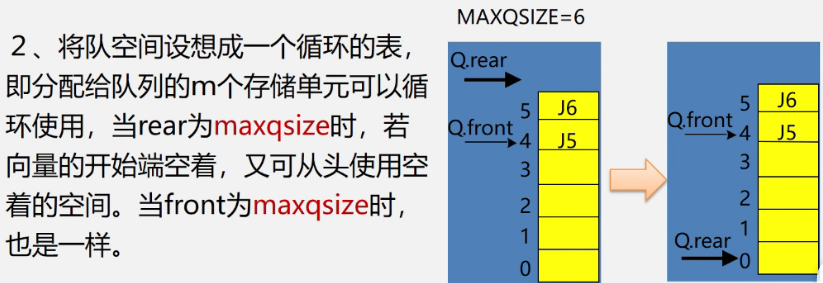 2、将队空间设想成一个循环的表，
即分配给队列的m个存储单元可以循
环使用，当rear为maxqsize时，若
向量的开始端空着，又可从头使用空
着的空间。当front为maxqsize时，
也是一样。
MAXQSIZE=6
Q.rear
5 J6
Q.front 4 J5
3
2
1
0
5 J6
Q.front 4 J5
3
2
1
Q.rear 0